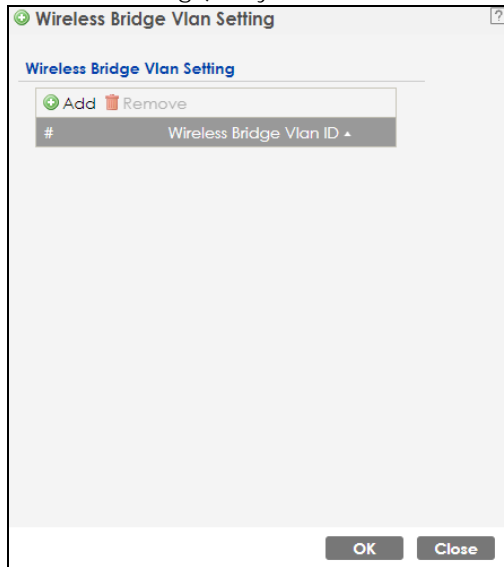 Wireless Bridge Vlan Setting ?
Wireless Bridge Vlan Setting
Add Remove
# Wireless Bridge Vlan ID
OK Close